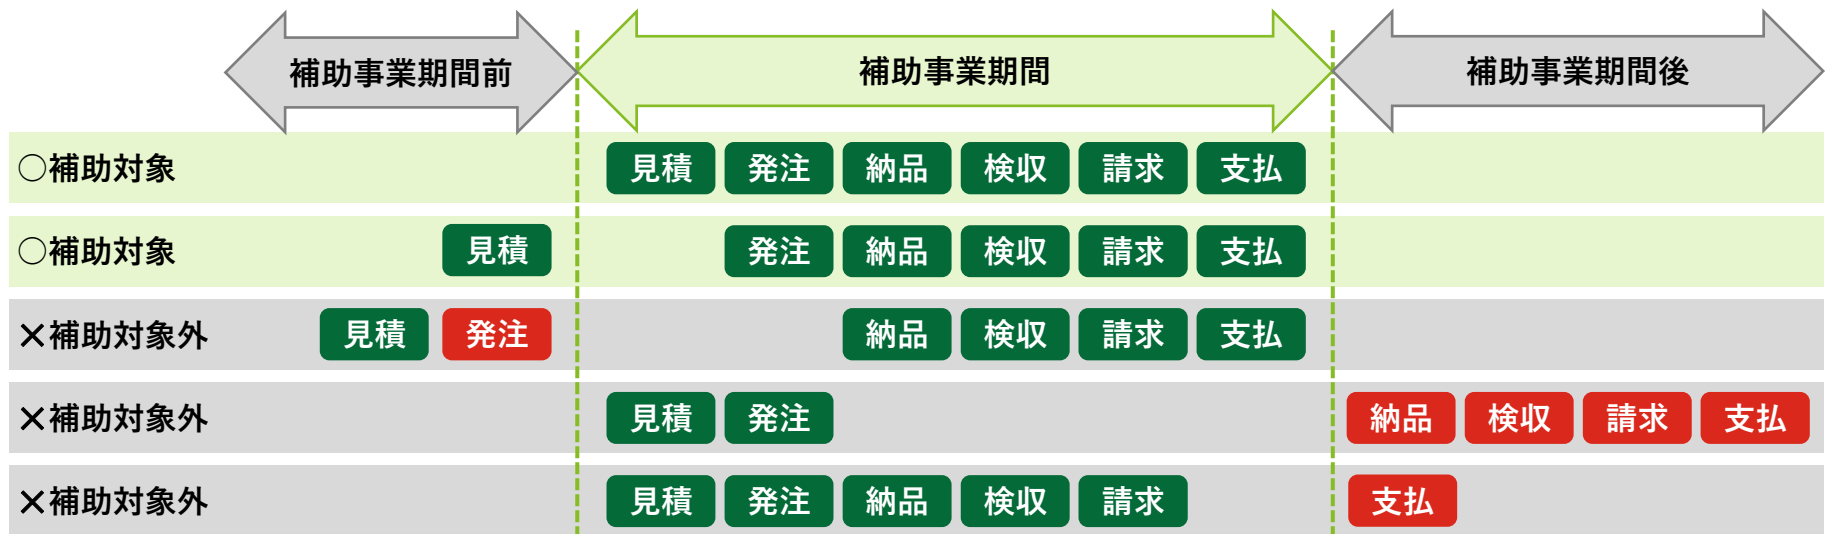 補助事業期間前 補助事業期間 補助事業期間後
○補助対象 見積 発注 納品 検収 請求 支払
○補助対象 見積 発注 納品 検収 請求 支払
×補助対象外 見積 発注 納品 検収 請求 支払
×補助対象外 見積 発注 納品 検収 請求 支払
×補助対象外 見積 発注 納品 検収 請求 支払